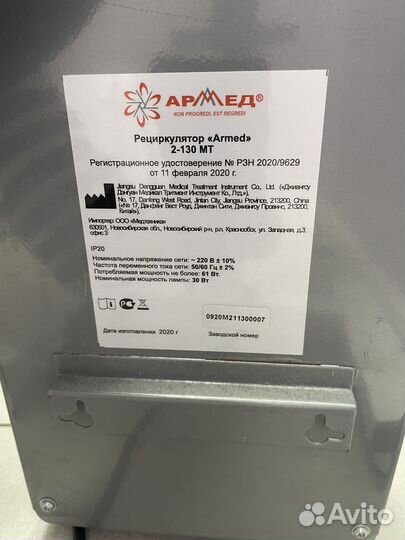 АРМЕД®
NON PROGREDI, EST REGREDI
Рециркулятор «Armed»
2-130 МТ
Регистрационное удостоверение № РЗН 2020/9629
от 11 февраля 2020 г.
Jiangsu Dengguan Medical Treatment Instrument Co., Ltd. («Джиангсу
Дэнгуан Медикал Тритмент Инструмент Ко., Лтд.»),
No. 17, Danfeng West Road, Jintan City, Jiangsu Province, 213200, China
(«№ 17, Данфенг Вест Роуд, Джинтан Сити, Джиангсу Провинс, 213200,
Китай»).
Импортер: ООО «Медтехника»
630501, Новосибирская обл., Новосибирский рн, рп. Краснообск, ул. Западная, д.3,
офис 3
IP20
Номинальное напряжение сети: ~ 220 В ± 10%
Частота переменного тока сети: 50/60 Гц ± 2%
Потребляемая мощность не более: 61 Вт.
Номинальная мощность лампы: 30 Вт
0920M211300007
Дата изготовления 2020 г
Заводской номер
Avito